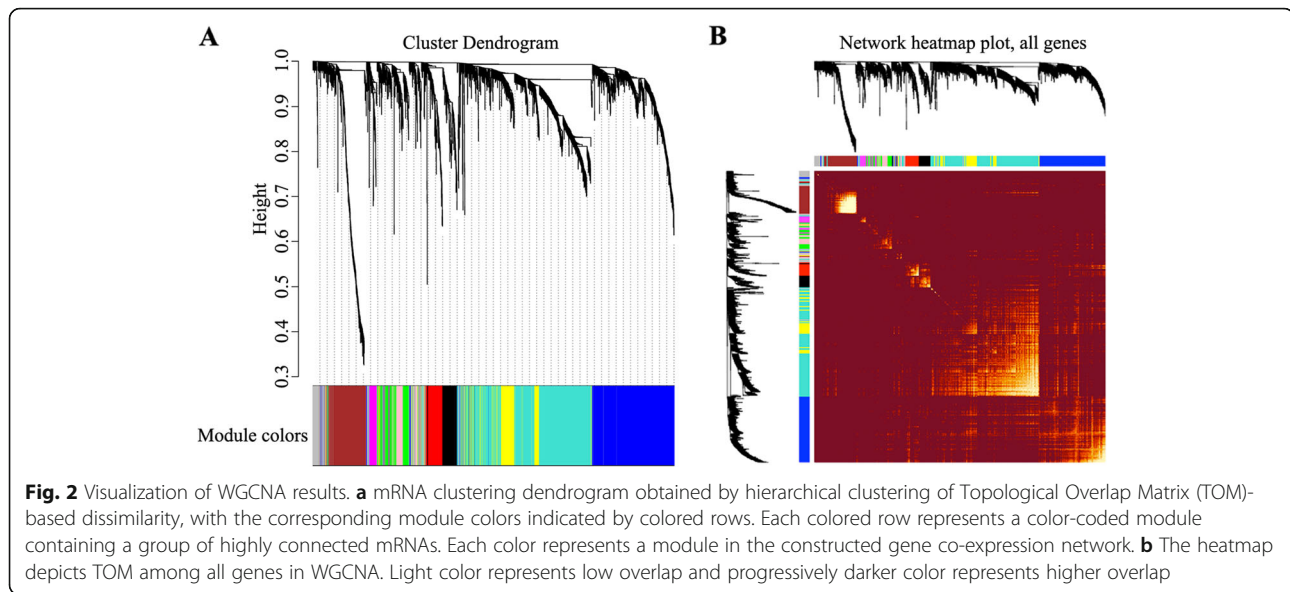 A
Cluster Dendrogram
Height
1.0
0.9
0.8
0.7
0.6
0.5
0.4
0.3
Module colors
B
Network heatmap plot, all genes
Fig. 2 Visualization of WGCNA results. a mRNA clustering dendrogram obtained by hierarchical clustering of Topological Overlap Matrix (TOM)-
based dissimilarity, with the corresponding module colors indicated by colored rows. Each colored row represents a color-coded module
containing a group of highly connected mRNAs. Each color represents a module in the constructed gene co-expression network. b The heatmap
depicts TOM among all genes in WGCNA. Light color represents low overlap and progressively darker color represents higher overlap